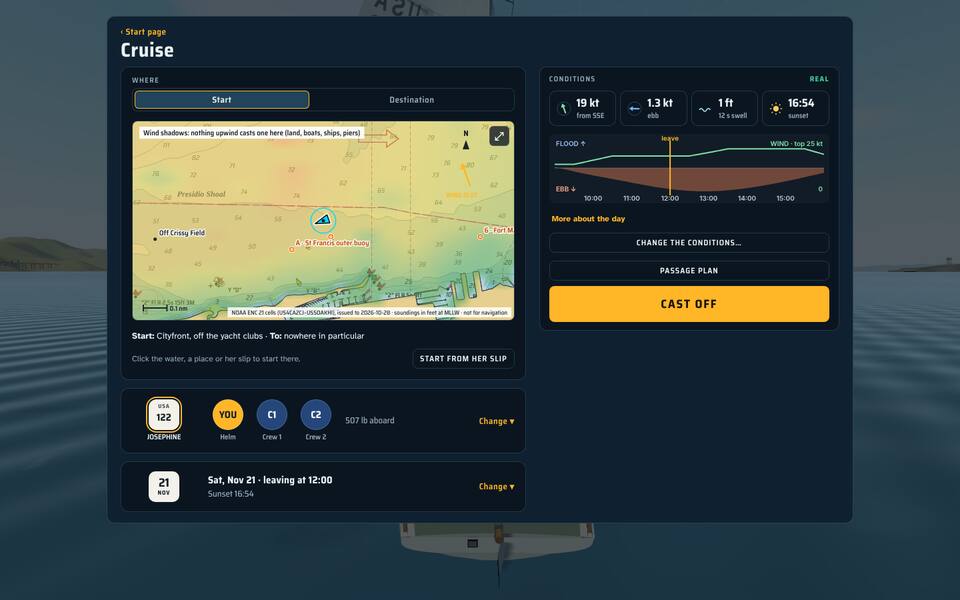 ‹ Start page
Cruise
WHERE
Start
Destination
Wind shadows: nothing upwind casts one here (land, boats, ships, piers)
N
Presidio Shoal
Off Crissy Field
A · St Francis outer buoy
6 · Fort M
0.1 nm
NOAA ENC 21 cells (US4CA2CJ–US5OAKHI), issued to 2026-10-28 · soundings in feet at MLLW · not for navigation
Start: Cityfront, off the yacht clubs · To: nowhere in particular
Click the water, a place or her slip to start there.
START FROM HER SLIP
USA
122
JOSEPHINE
YOU
Helm
C1
Crew 1
C2
Crew 2
507 lb aboard
Change ▾
21
NOV
Sat, Nov 21 · leaving at 12:00
Sunset 16:54
Change ▾
CONDITIONS
REAL
19 kt
from SSE
1.3 kt
ebb
1 ft
12 s swell
16:54
sunset
leave
FLOOD ↑
WIND · top 25 kt
EBB ↓
0
10:00
11:00
12:00
13:00
14:00
15:00
More about the day
CHANGE THE CONDITIONS…
PASSAGE PLAN
CAST OFF